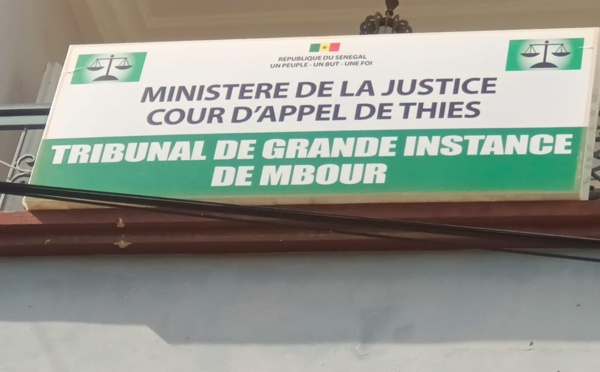 REPUBLIQUE DU SENEGAL
UN PEUPLE - UN BUT - UNE FOI
MINISTERE DE LA JUSTICE
COUR D'APPEL DE THIES
TRIBUNAL DE GRANDE INSTANCE
DE MBOUR